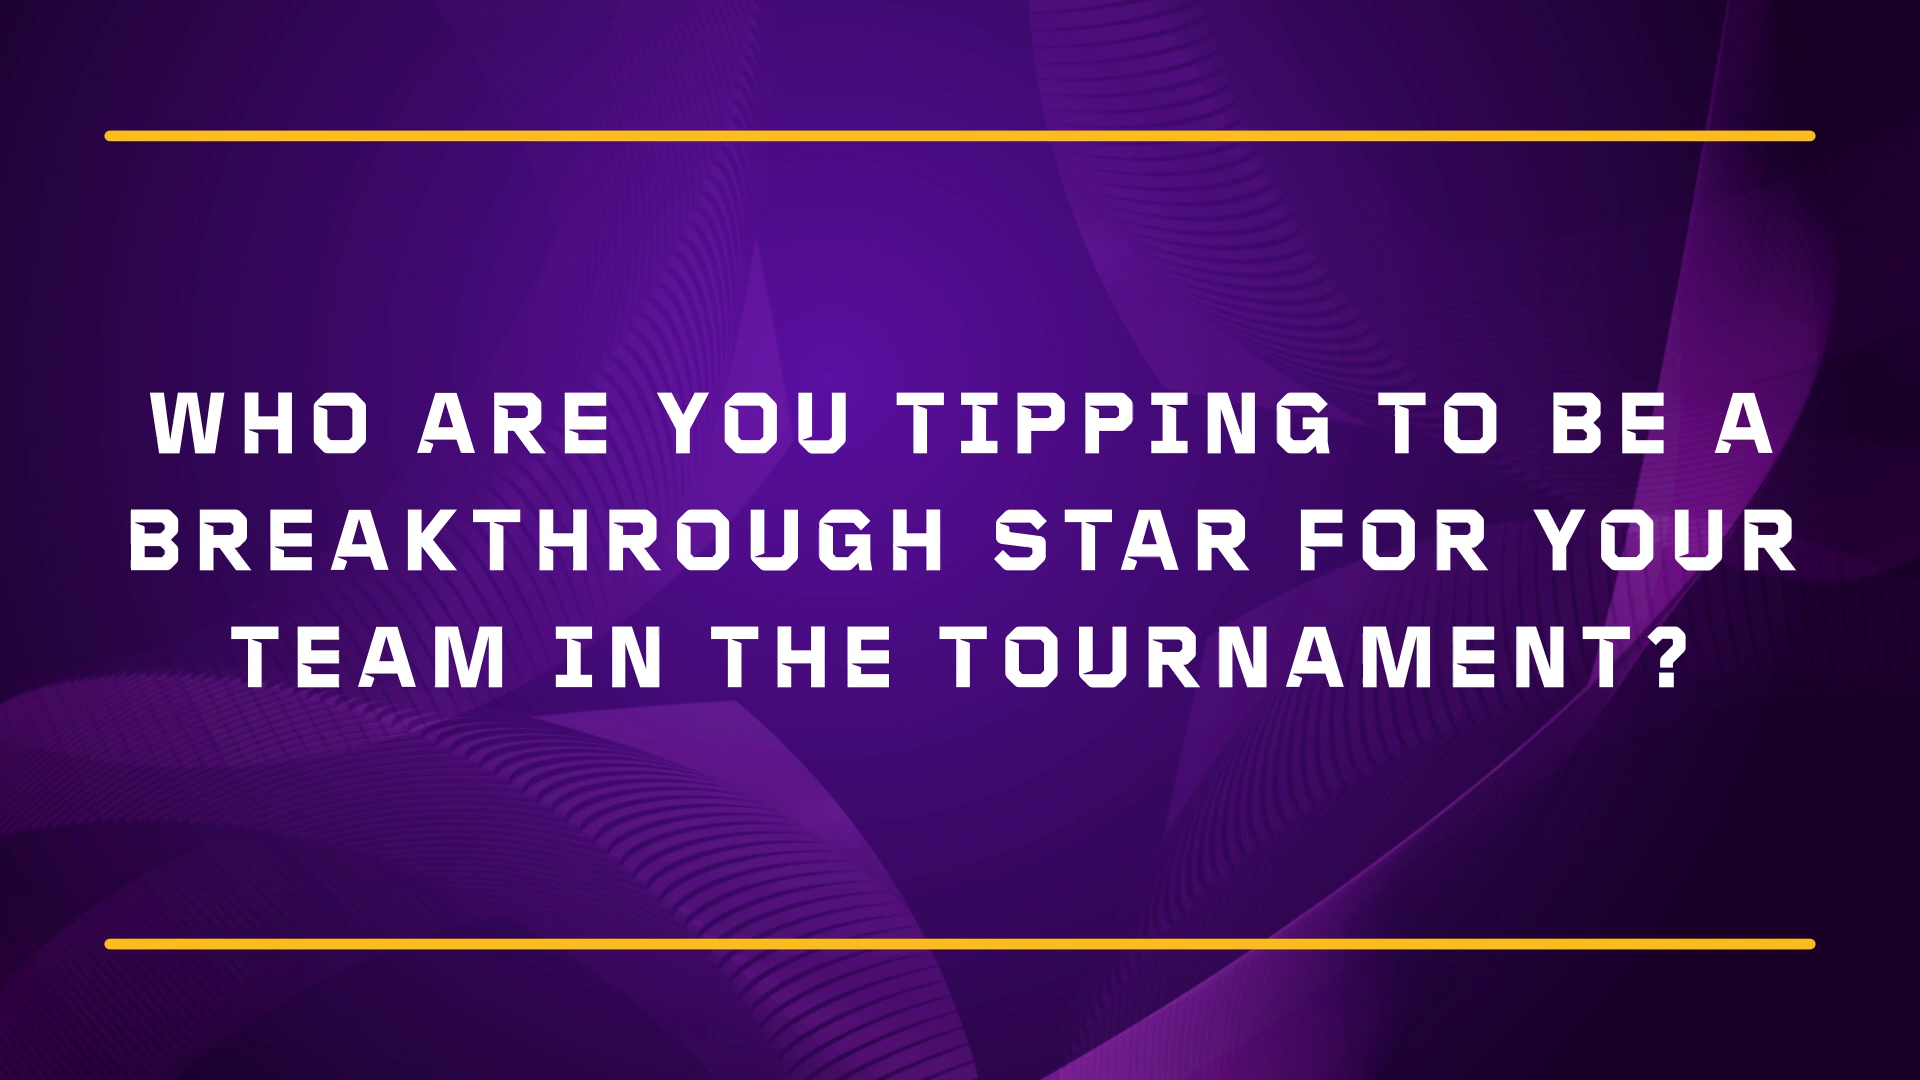 WHO ARE YOU TIPPING TO BE A
BREAKTHROUGH STAR FOR YOUR
TEAM IN THE TOURNAMENT?